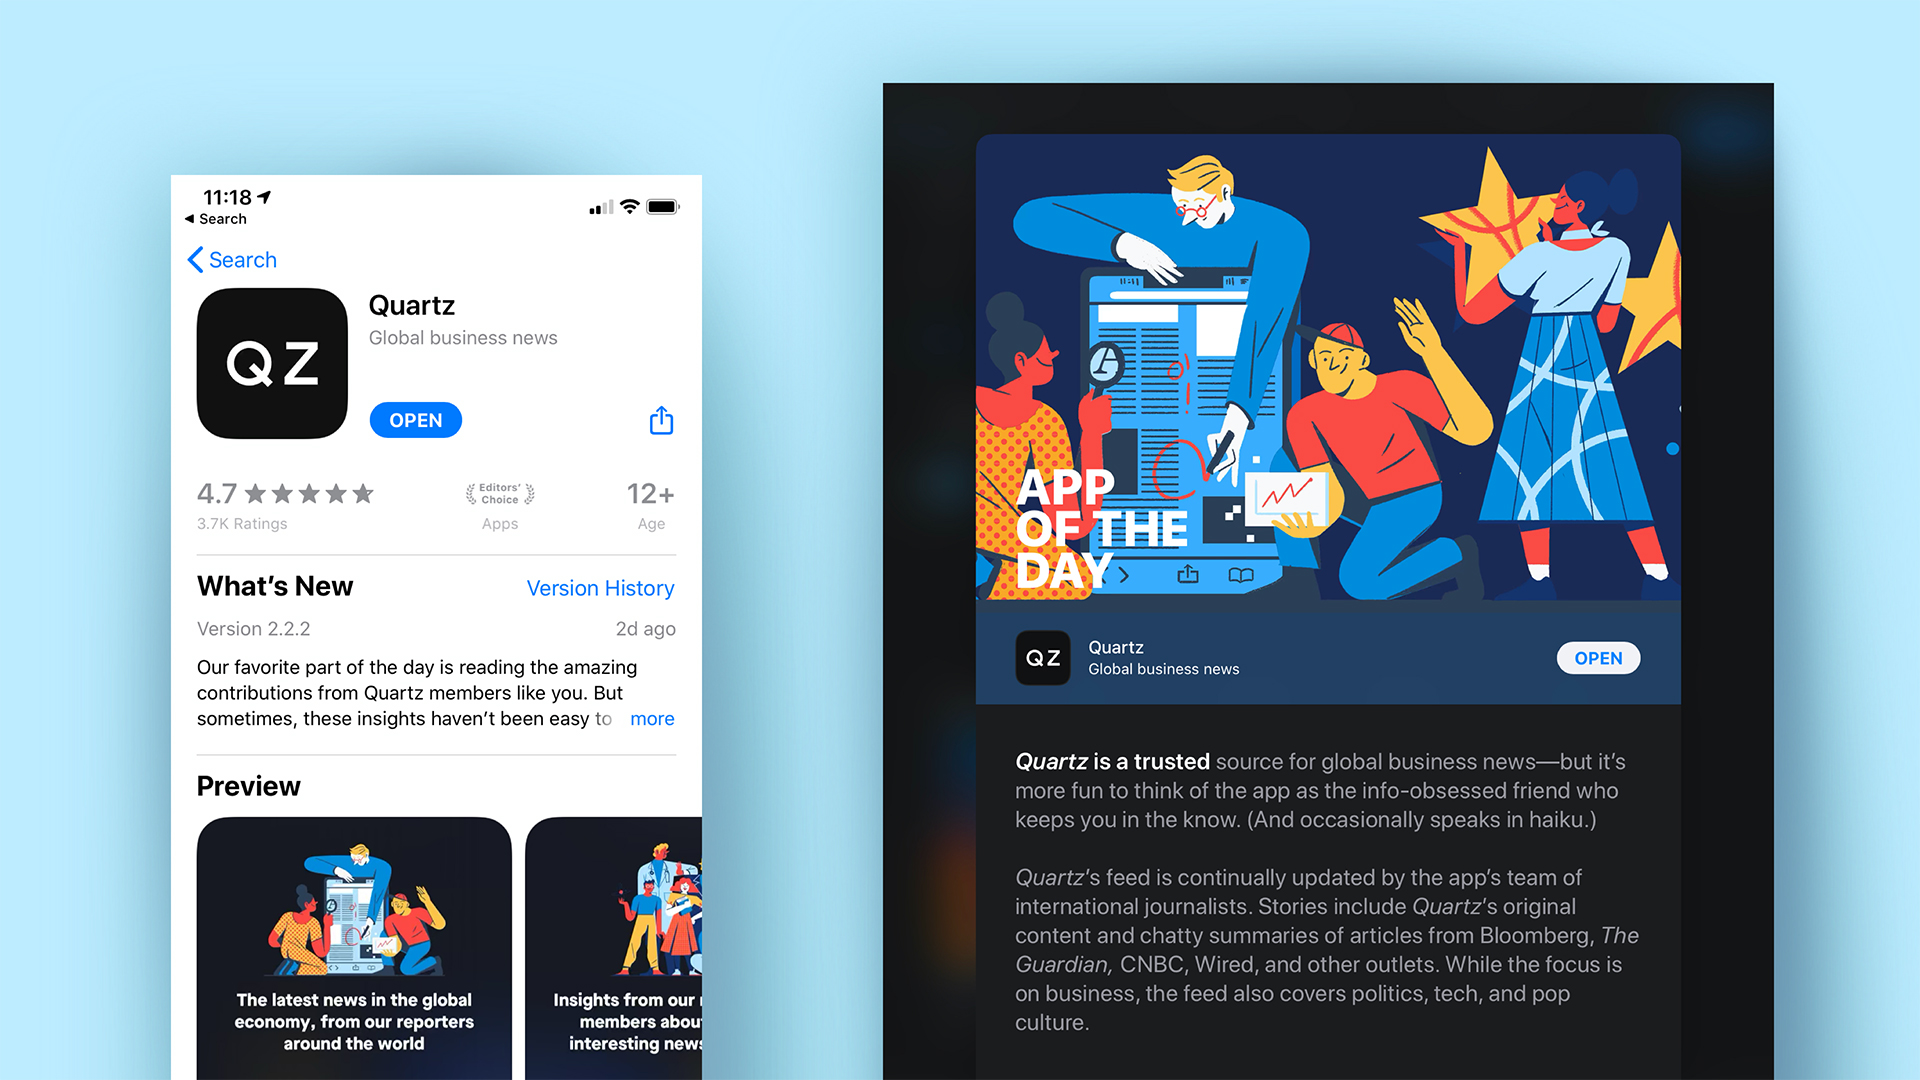 11:18
Search
Search
QZ
Quartz
Global business news
OPEN
4.7
3.7K Ratings
Editors'
Choice
Apps
12+
Age
What's New
Version History
Version 2.2.2
2d ago
Our favorite part of the day is reading the amazing
contributions from Quartz members like you. But
sometimes, these insights haven't been easy to
more
Preview
The latest news in the global
economy, from our reporters
around the world
Insights from our
members about
interesting news
A
APP
OF THE
DAY
QZ
Quartz
Global business news
OPEN
Quartz is a trusted source for global business news—but it's
more fun to think of the app as the info-obsessed friend who
keeps you in the know. (And occasionally speaks in haiku.)
Quartz's feed is continually updated by the app's team of
international journalists. Stories include Quartz's original
content and chatty summaries of articles from Bloomberg, The
Guardian, CNBC, Wired, and other outlets. While the focus is
on business, the feed also covers politics, tech, and pop
culture.